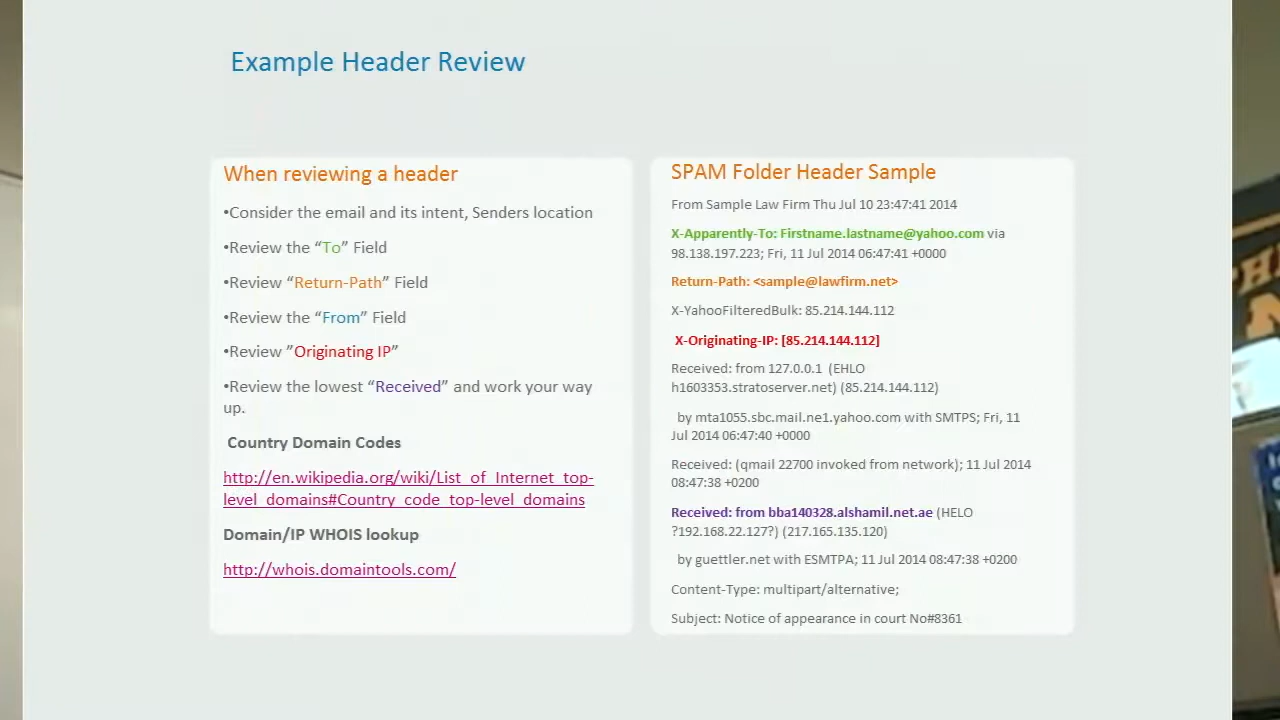 Example Header Review
When reviewing a header
•Consider the email and its intent, Senders location
•Review the “To” Field
•Review “Return-Path” Field
•Review the “From” Field
•Review ”Originating IP”
•Review the lowest “Received” and work your way
up.
Country Domain Codes
http://en.wikipedia.org/wiki/List_of_Internet_top-
level_domains#Country_code_top-level_domains
Domain/IP WHOIS lookup
http://whois.domaintools.com/
SPAM Folder Header Sample
From Sample Law Firm Thu Jul 10 23:47:41 2014
X-Apparently-To: Firstname.lastname@yahoo.com via
98.138.197.223; Fri, 11 Jul 2014 06:47:41 +0000
Return-Path: <sample@lawfirm.net>
X-YahooFilteredBulk: 85.214.144.112
X-Originating-IP: [85.214.144.112]
Received: from 127.0.0.1 (EHLO
h1603353.stratoserver.net) (85.214.144.112)
by mta1055.sbc.mail.ne1.yahoo.com with SMTPS; Fri, 11
Jul 2014 06:47:40 +0000
Received: (qmail 22700 invoked from network); 11 Jul 2014
08:47:38 +0200
Received: from bba140328.alshamil.net.ae (HELO
?192.168.22.127?) (217.165.135.120)
by guettler.net with ESMTPA; 11 Jul 2014 08:47:38 +0200
Content-Type: multipart/alternative;
Subject: Notice of appearance in court No#8361